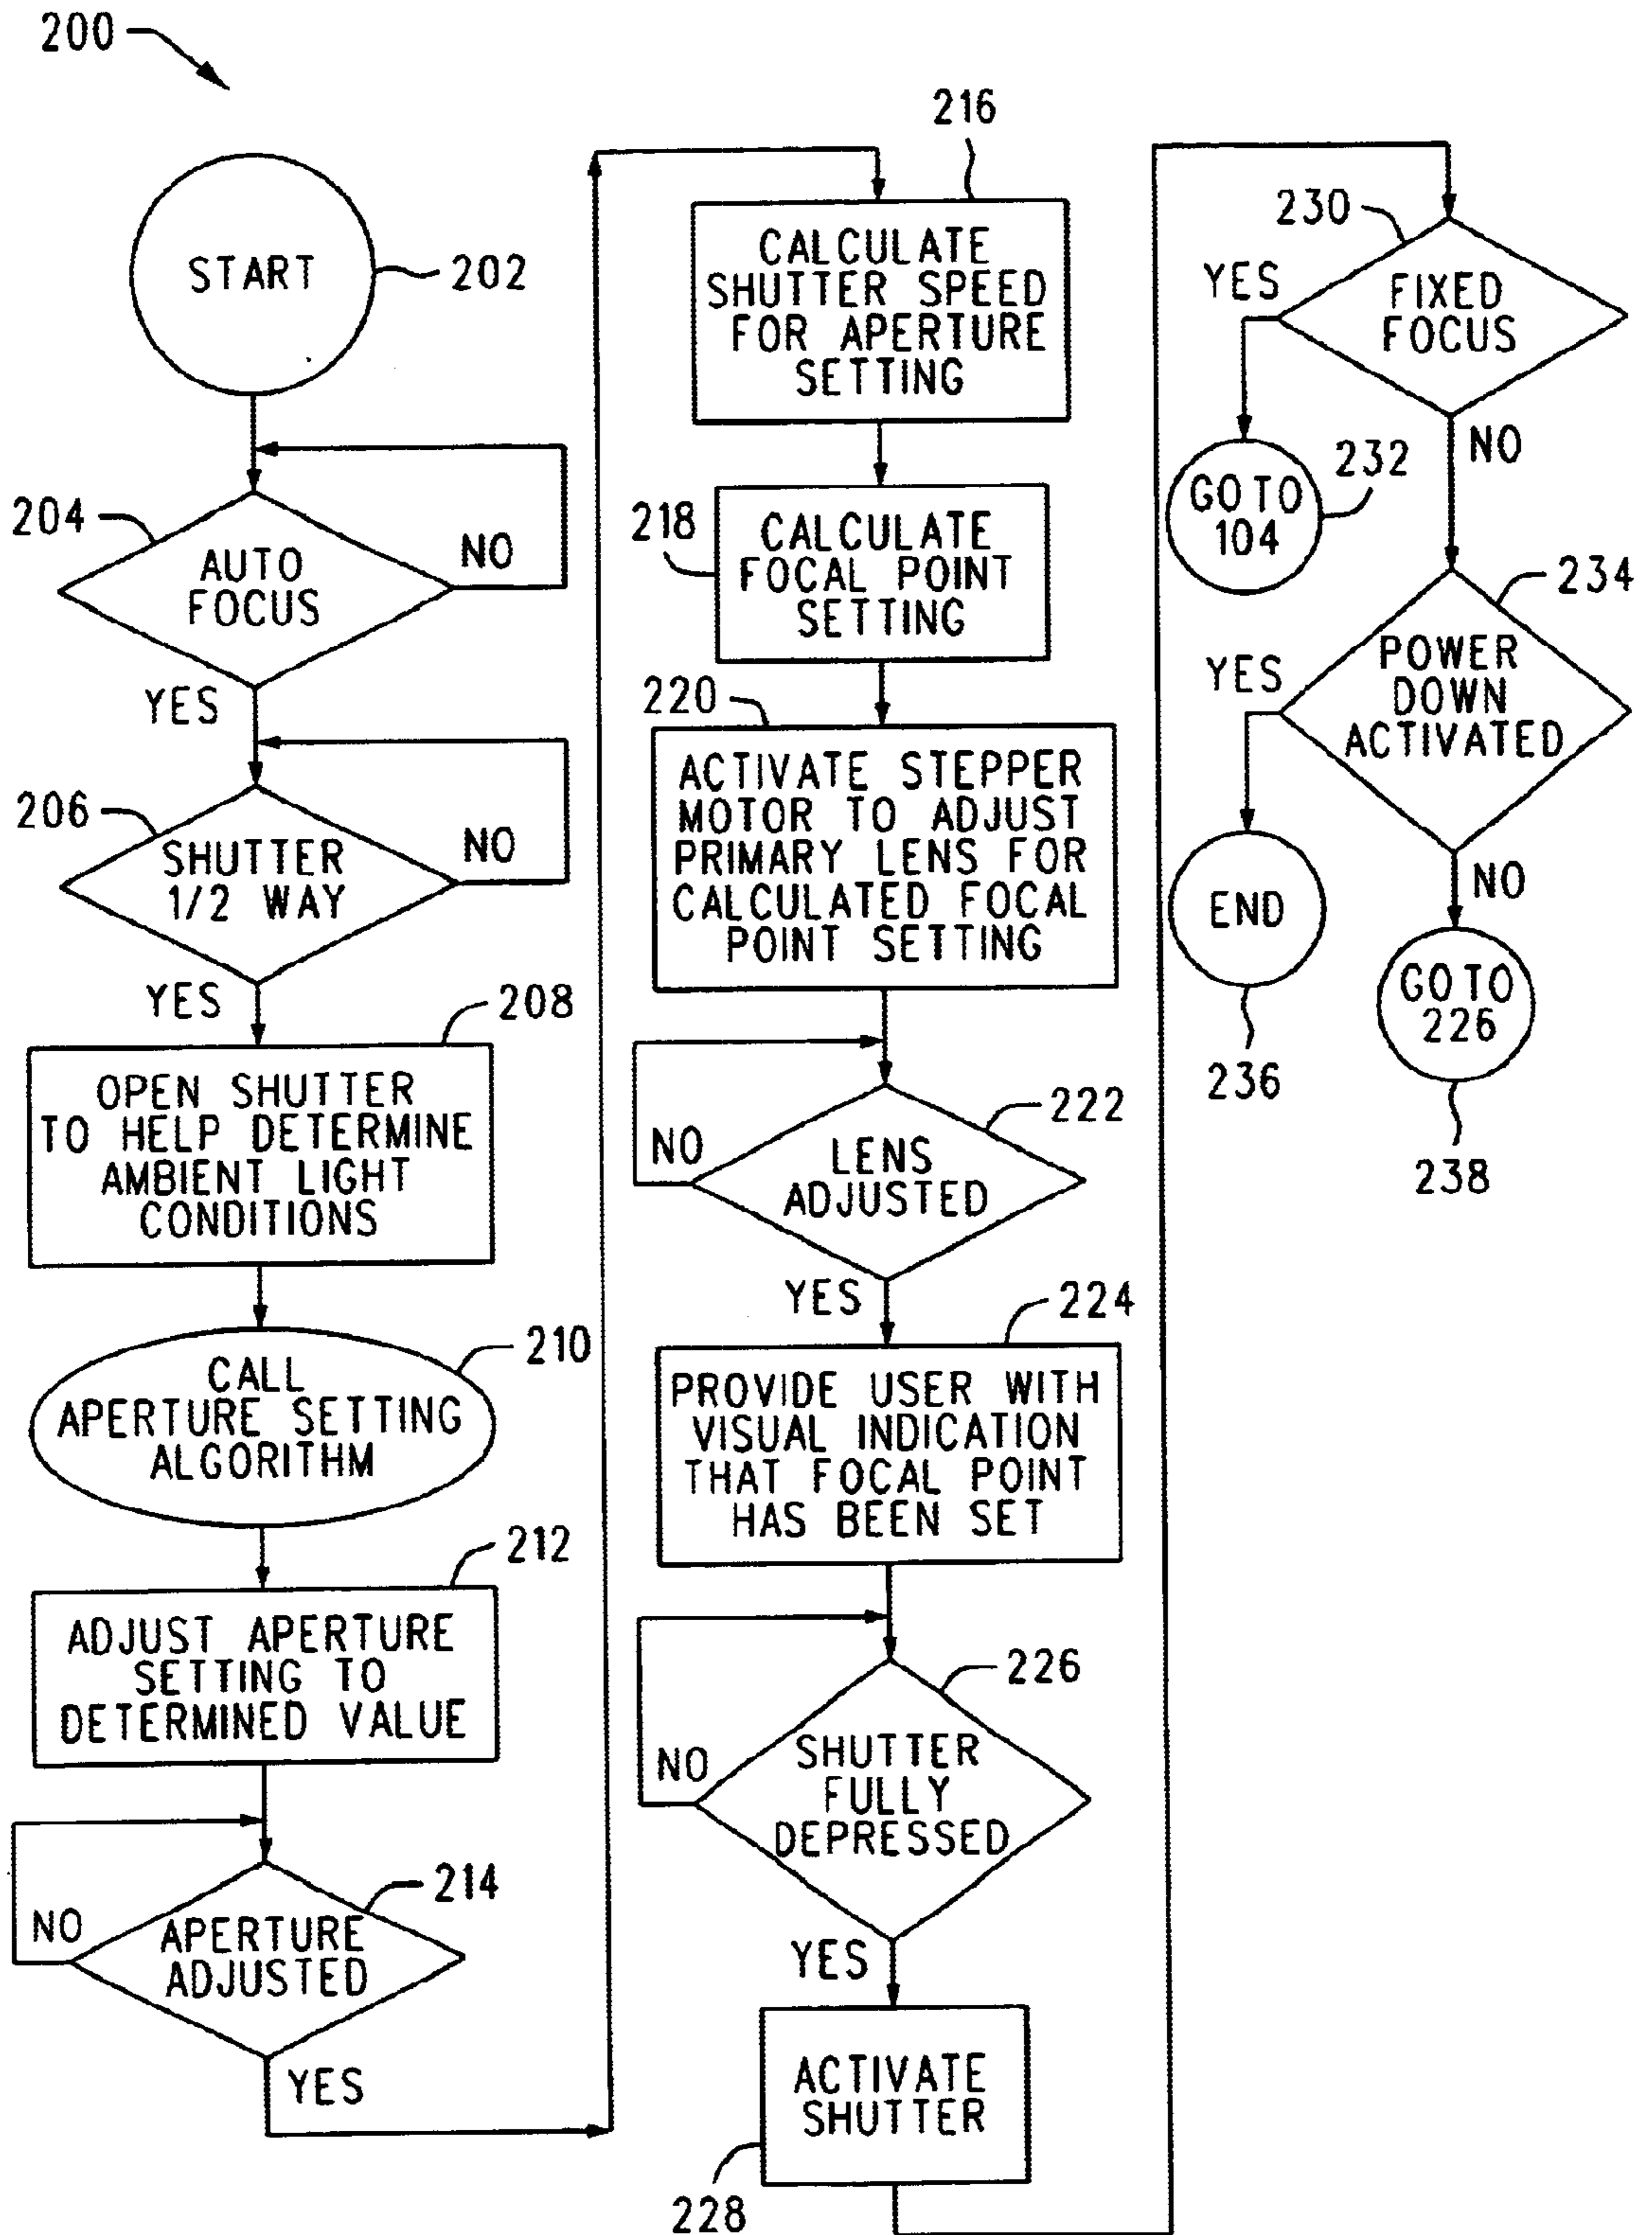 200
START
202
204
AUTO
FOCUS
NO
YES
206
SHUTTER
1/2 WAY
NO
YES
208
OPEN SHUTTER
TO HELP DETERMINE
AMBIENT LIGHT
CONDITIONS
210
CALL
APERTURE SETTING
ALGORITHM
212
ADJUST APERTURE
SETTING TO
DETERMINED VALUE
214
NO
APERTURE
ADJUSTED
YES
216
CALCULATE
SHUTTER SPEED
FOR APERTURE
SETTING
218
CALCULATE
FOCAL POINT
SETTING
220
ACTIVATE STEPPER
MOTOR TO ADJUST
PRIMARY LENS FOR
CALCULATED FOCAL
POINT SETTING
222
NO
LENS
ADJUSTED
YES
224
PROVIDE USER WITH
VISUAL INDICATION
THAT FOCAL POINT
HAS BEEN SET
226
NO
SHUTTER
FULLY
DEPRESSED
YES
ACTIVATE
SHUTTER
228
230
YES
FIXED
FOCUS
NO
232
GO TO
104
234
YES
POWER
DOWN
ACTIVATED
NO
END
236
GO TO
226
238